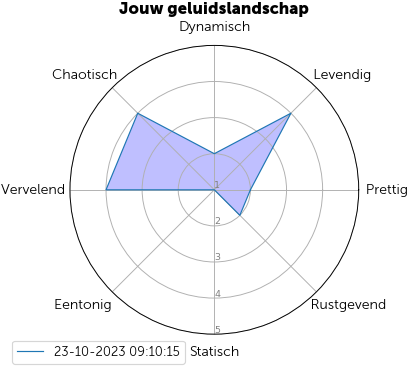 Jouw geluidslandschap
Dynamisch
Chaotisch
Levendig
Vervelend
1
Prettig
2
3
4
Eentonig
Rustgevend
5
23-10-2023 09:10:15
Statisch